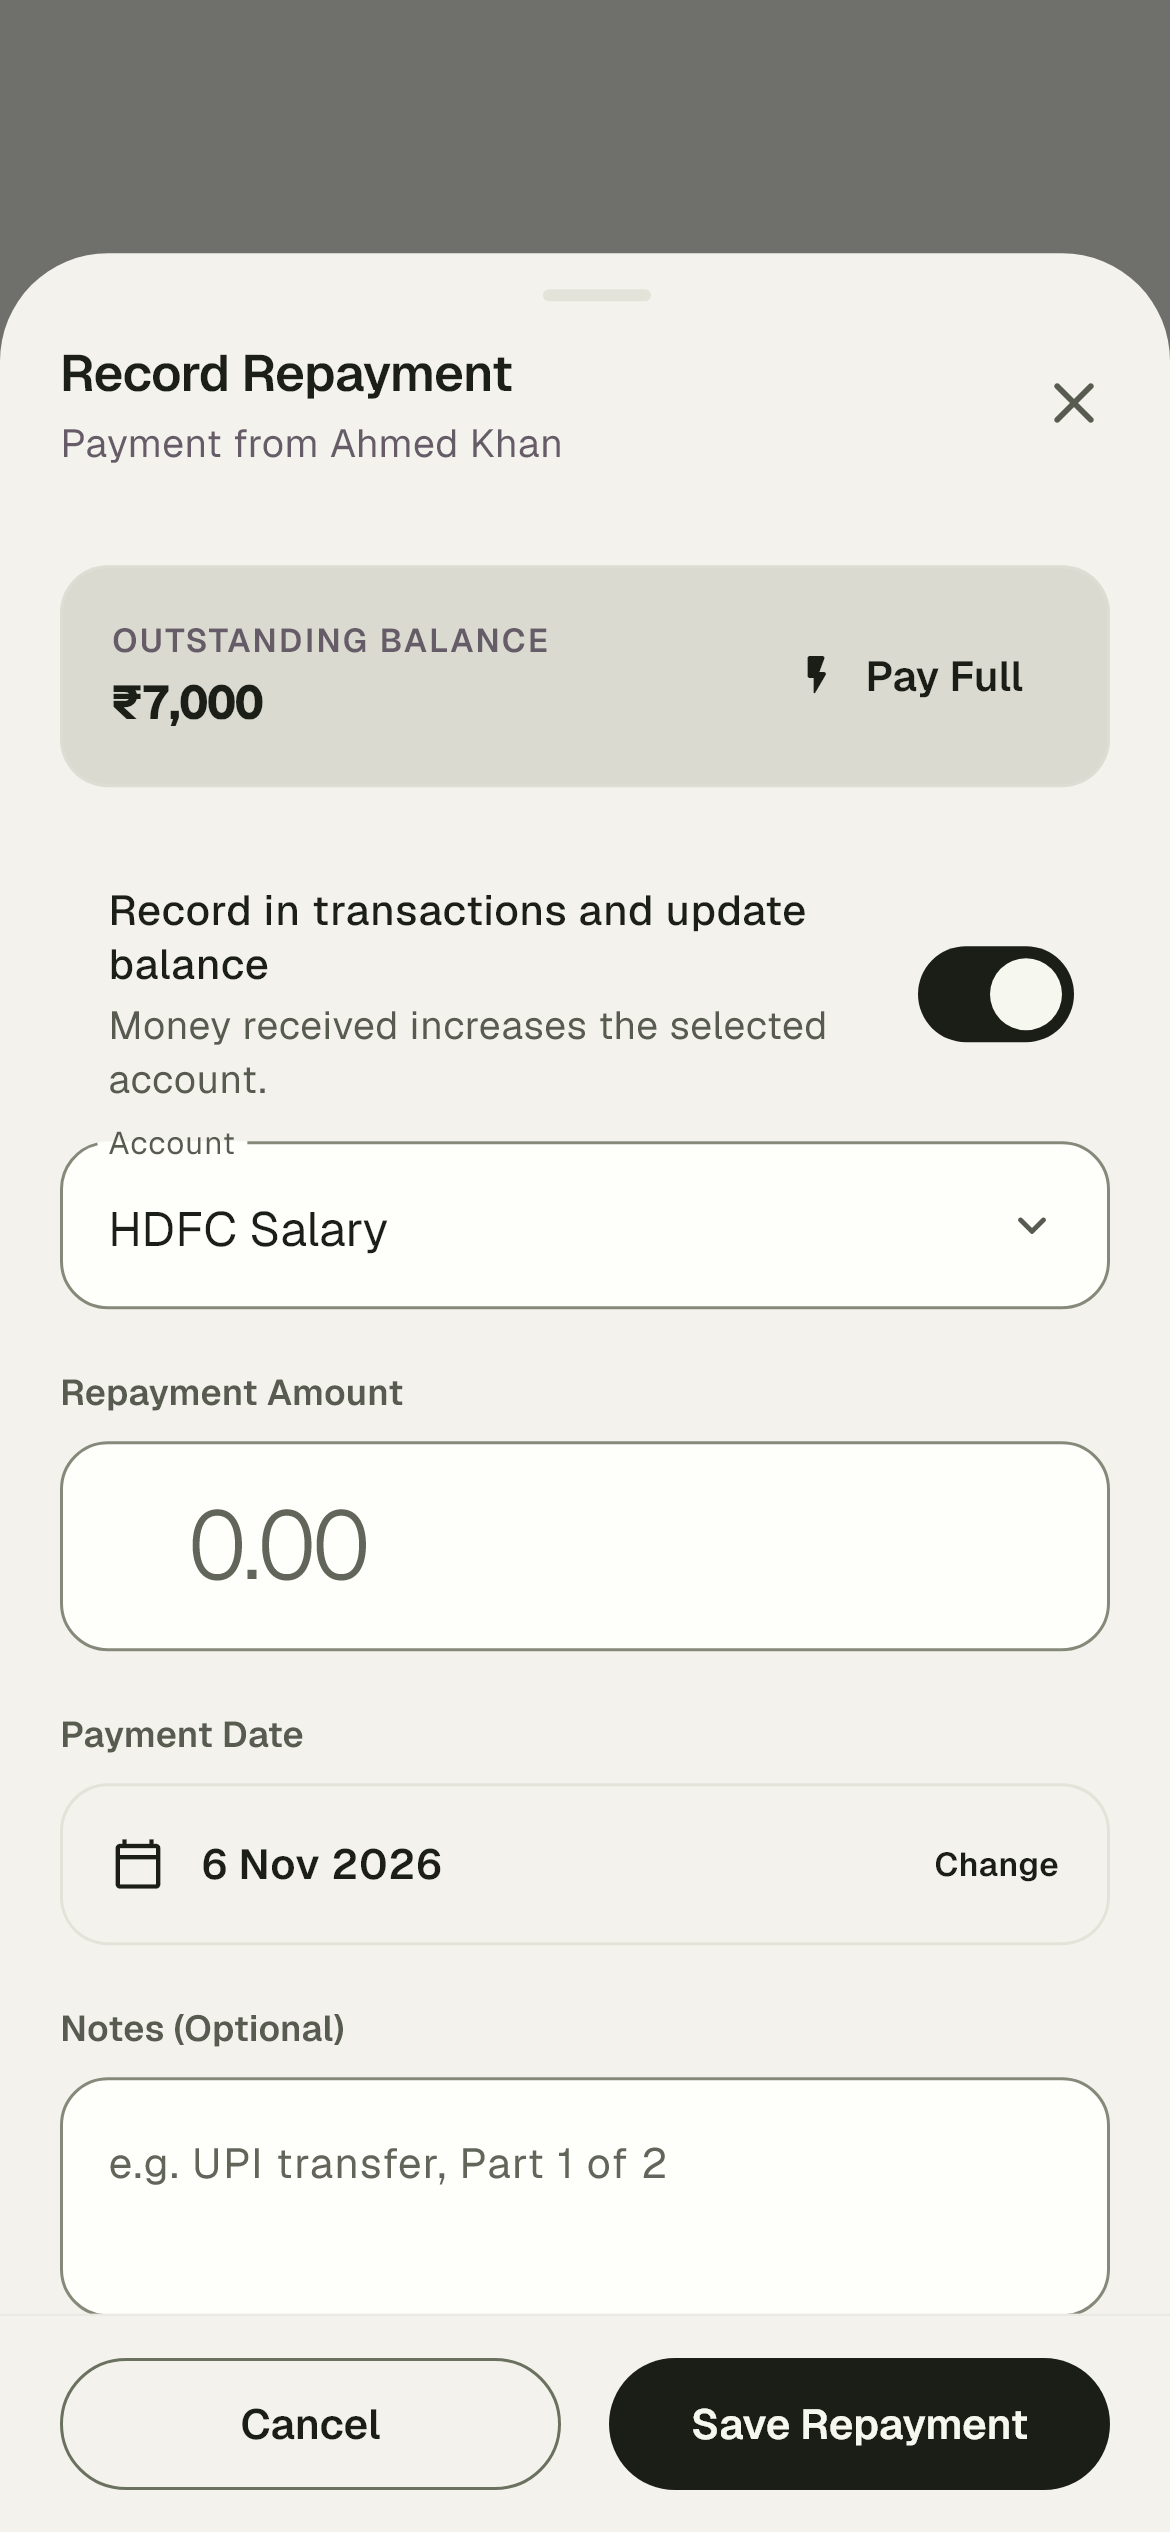 Record Repayment
Payment from Ahmed Khan
OUTSTANDING BALANCE
₹7,000
Pay Full
Record in transactions and update
balance
Money received increases the selected
account.
Account
HDFC Salary
Repayment Amount
0.00
Payment Date
6 Nov 2026
Change
Notes (Optional)
e.g. UPI transfer, Part 1 of 2
Cancel
Save Repayment